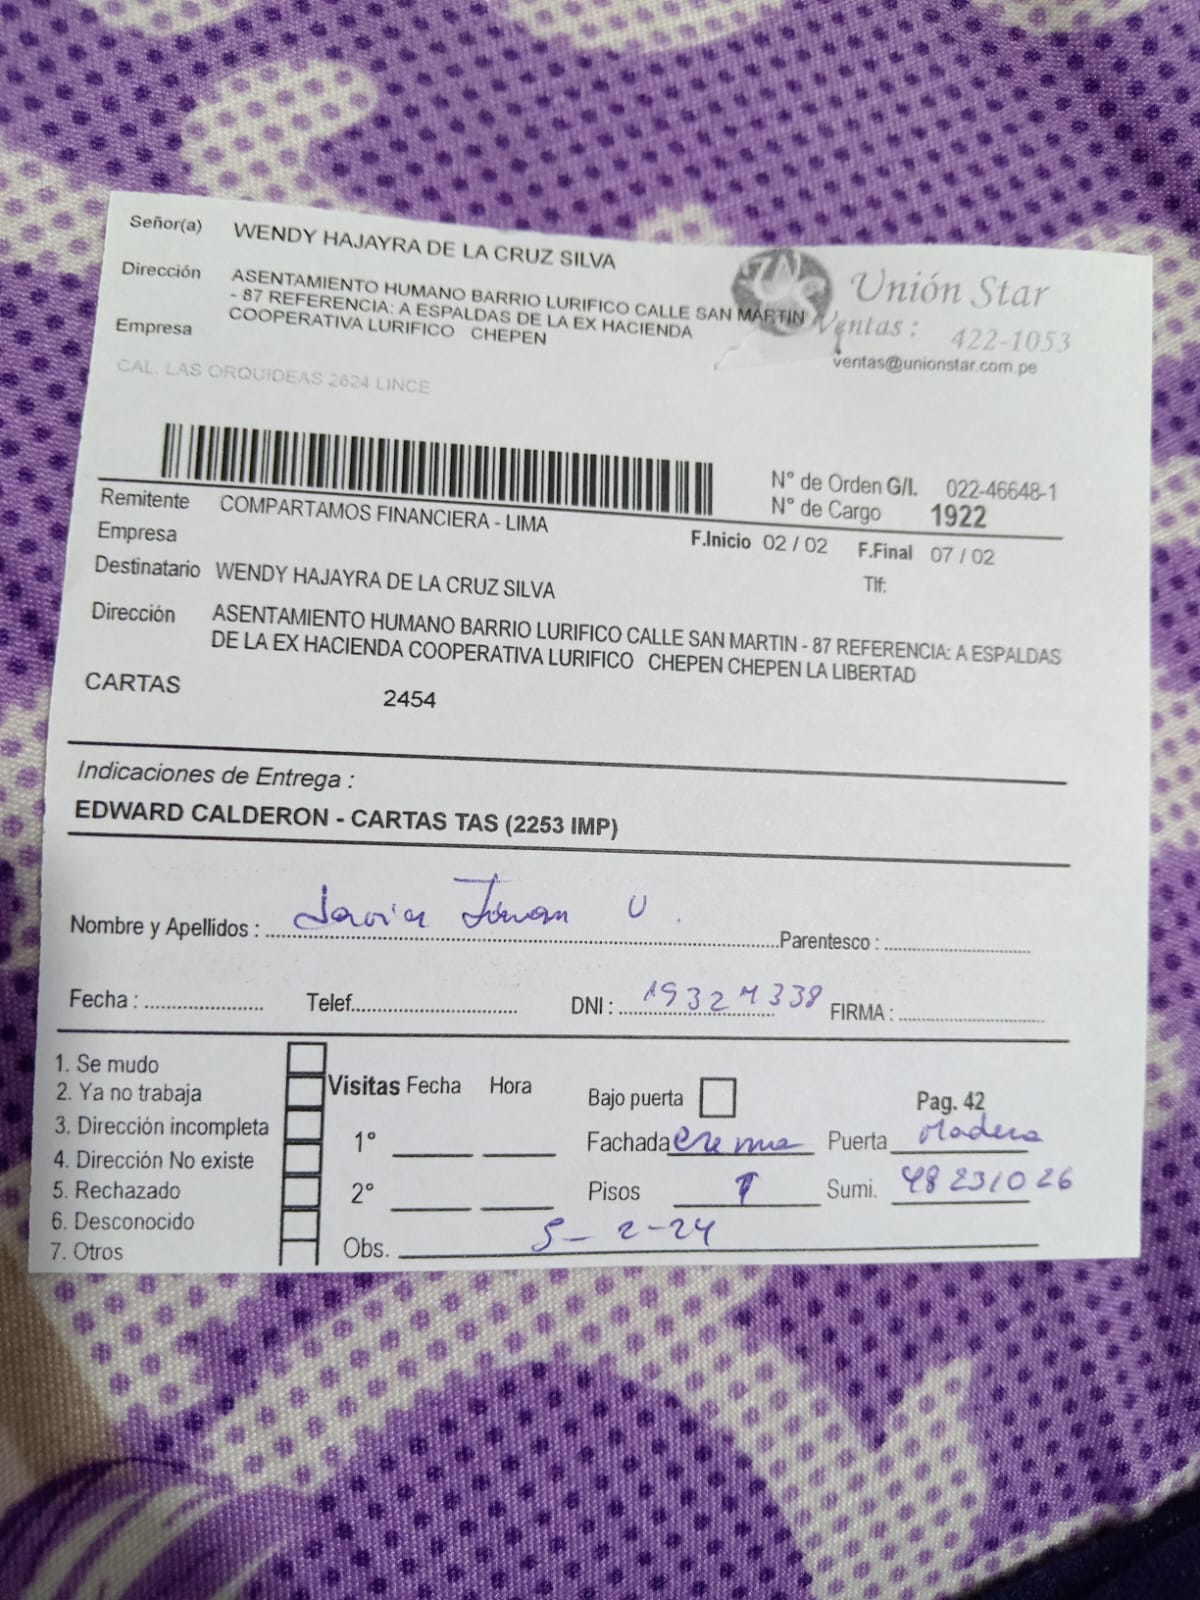 Señor(a) WENDY HAJAYRA DE LA CRUZ SILVA
Dirección ASENTAMIENTO HUMANO BARRIO LURIFICO CALLE SAN MARTIN
- 87 REFERENCIA: A ESPALDAS DE LA EX HACIENDA
COOPERATIVA LURIFICO CHEPEN
Empresa
CAL. LAS ORQUIDEAS 2624 LINCE
Unión Star
Ventas : 422-1053
ventas@unionstar.com.pe
N° de Orden G/I. 022-46648-1
N° de Cargo 1922
Remitente COMPARTAMOS FINANCIERA - LIMA
F.Inicio 02 / 02 F.Final 07 / 02
Empresa
Tlf:
Destinatario WENDY HAJAYRA DE LA CRUZ SILVA
Dirección ASENTAMIENTO HUMANO BARRIO LURIFICO CALLE SAN MARTIN - 87 REFERENCIA: A ESPALDAS
DE LA EX HACIENDA COOPERATIVA LURIFICO CHEPEN CHEPEN LA LIBERTAD
CARTAS 2454
Indicaciones de Entrega :
EDWARD CALDERON - CARTAS TAS (2253 IMP)
Nombre y Apellidos : Javier Parentesco :
Fecha : Telef. DNI : FIRMA :
1. Se mudo
2. Ya no trabaja
3. Dirección incompleta
4. Dirección No existe
5. Rechazado
6. Desconocido
7. Otros
Visitas Fecha Hora
1°
2°
Obs. 5-2-24
Bajo puerta
Pag. 42
Fachada Crema Puerta Madera
Pisos 1 Sumi. 48231026